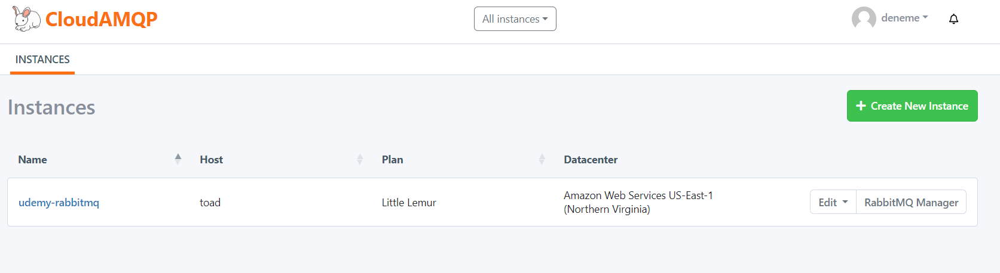 CloudAMQP
All instances
deneme
INSTANCES
Instances
Create New Instance
Name
Host
Plan
Datacenter
udemy-rabbitmq
toad
Little Lemur
Amazon Web Services US-East-1
(Northern Virginia)
Edit
RabbitMQ Manager